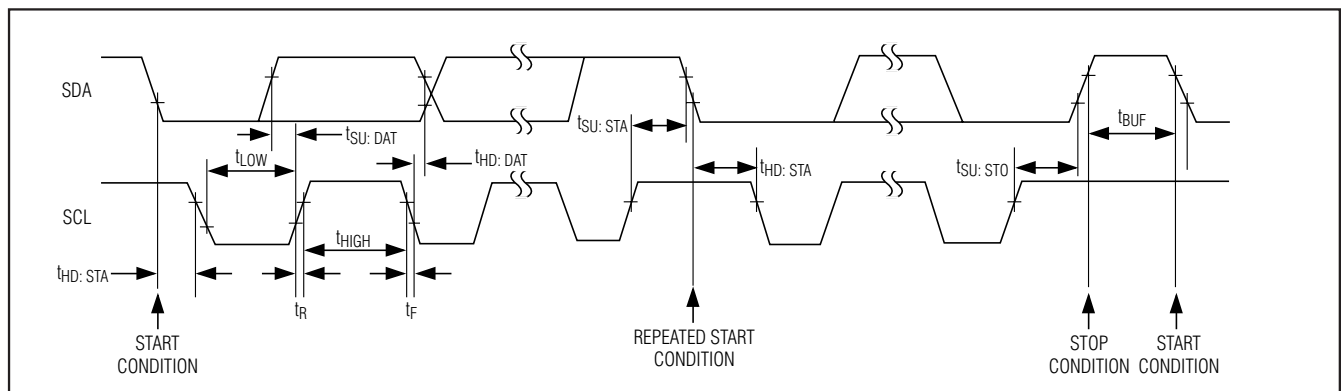 SDA
tSU: DAT
tSU: STA
tBUF
tLOW
tHD: DAT
tHD: STA
tSU: STO
SCL
tHIGH
tHD: STA
tR
tF
START
CONDITION
REPEATED START
CONDITION
STOP
CONDITION
START
CONDITION